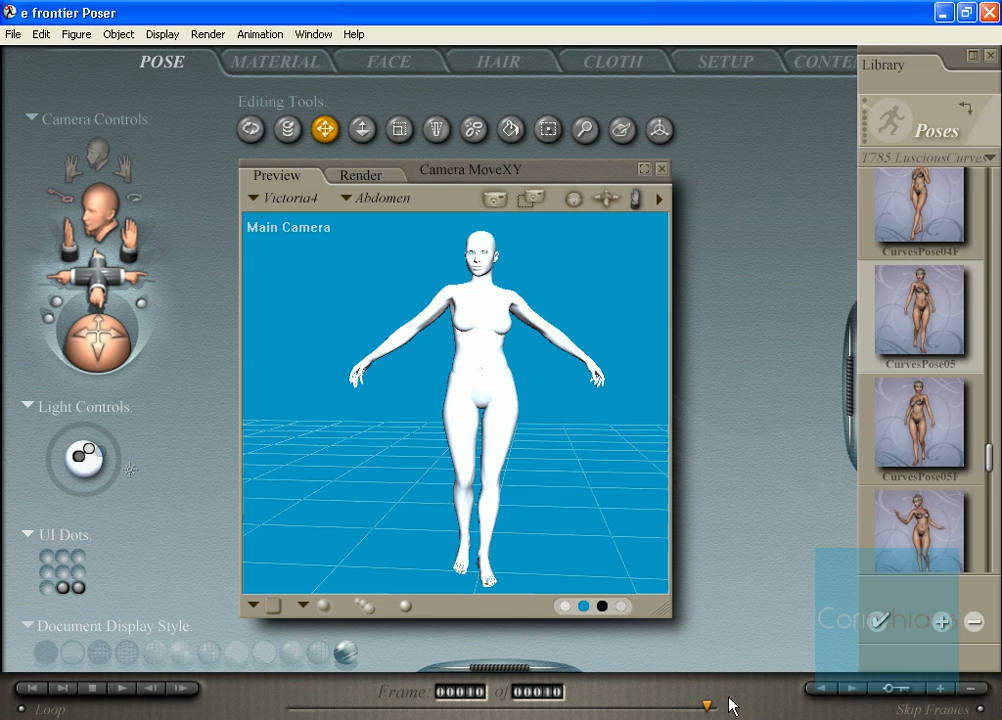 e frontier Poser
File Edit Figure Object Display Render Animation Window Help
POSE MATERIAL FACE HAIR CLOTH SETUP CONTE
Library
Camera Controls.
Editing Tools.
Poses
T785 LusciousCurves
Preview Render Camera MoveXY
Victoria4 Abdomen
Main Camera
CurvesPose04F
CurvesPose05
CurvesPose05F
Light Controls.
UI Dots.
Document Display Style.
Frame: 00010 of 00010
Loop
Skip Frames